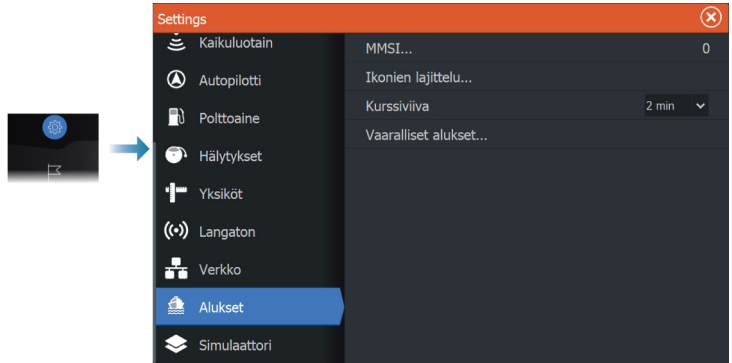 Settings
Kaikuluotain
Autopilotti
Polttoaine
Hälytykset
Yksiköt
Langaton
Verkko
Alukset
Simulaattori
MMSI... 0
Ikonien lajittelu...
Kurssiviiva 2 min
Vaaralliset alukset...